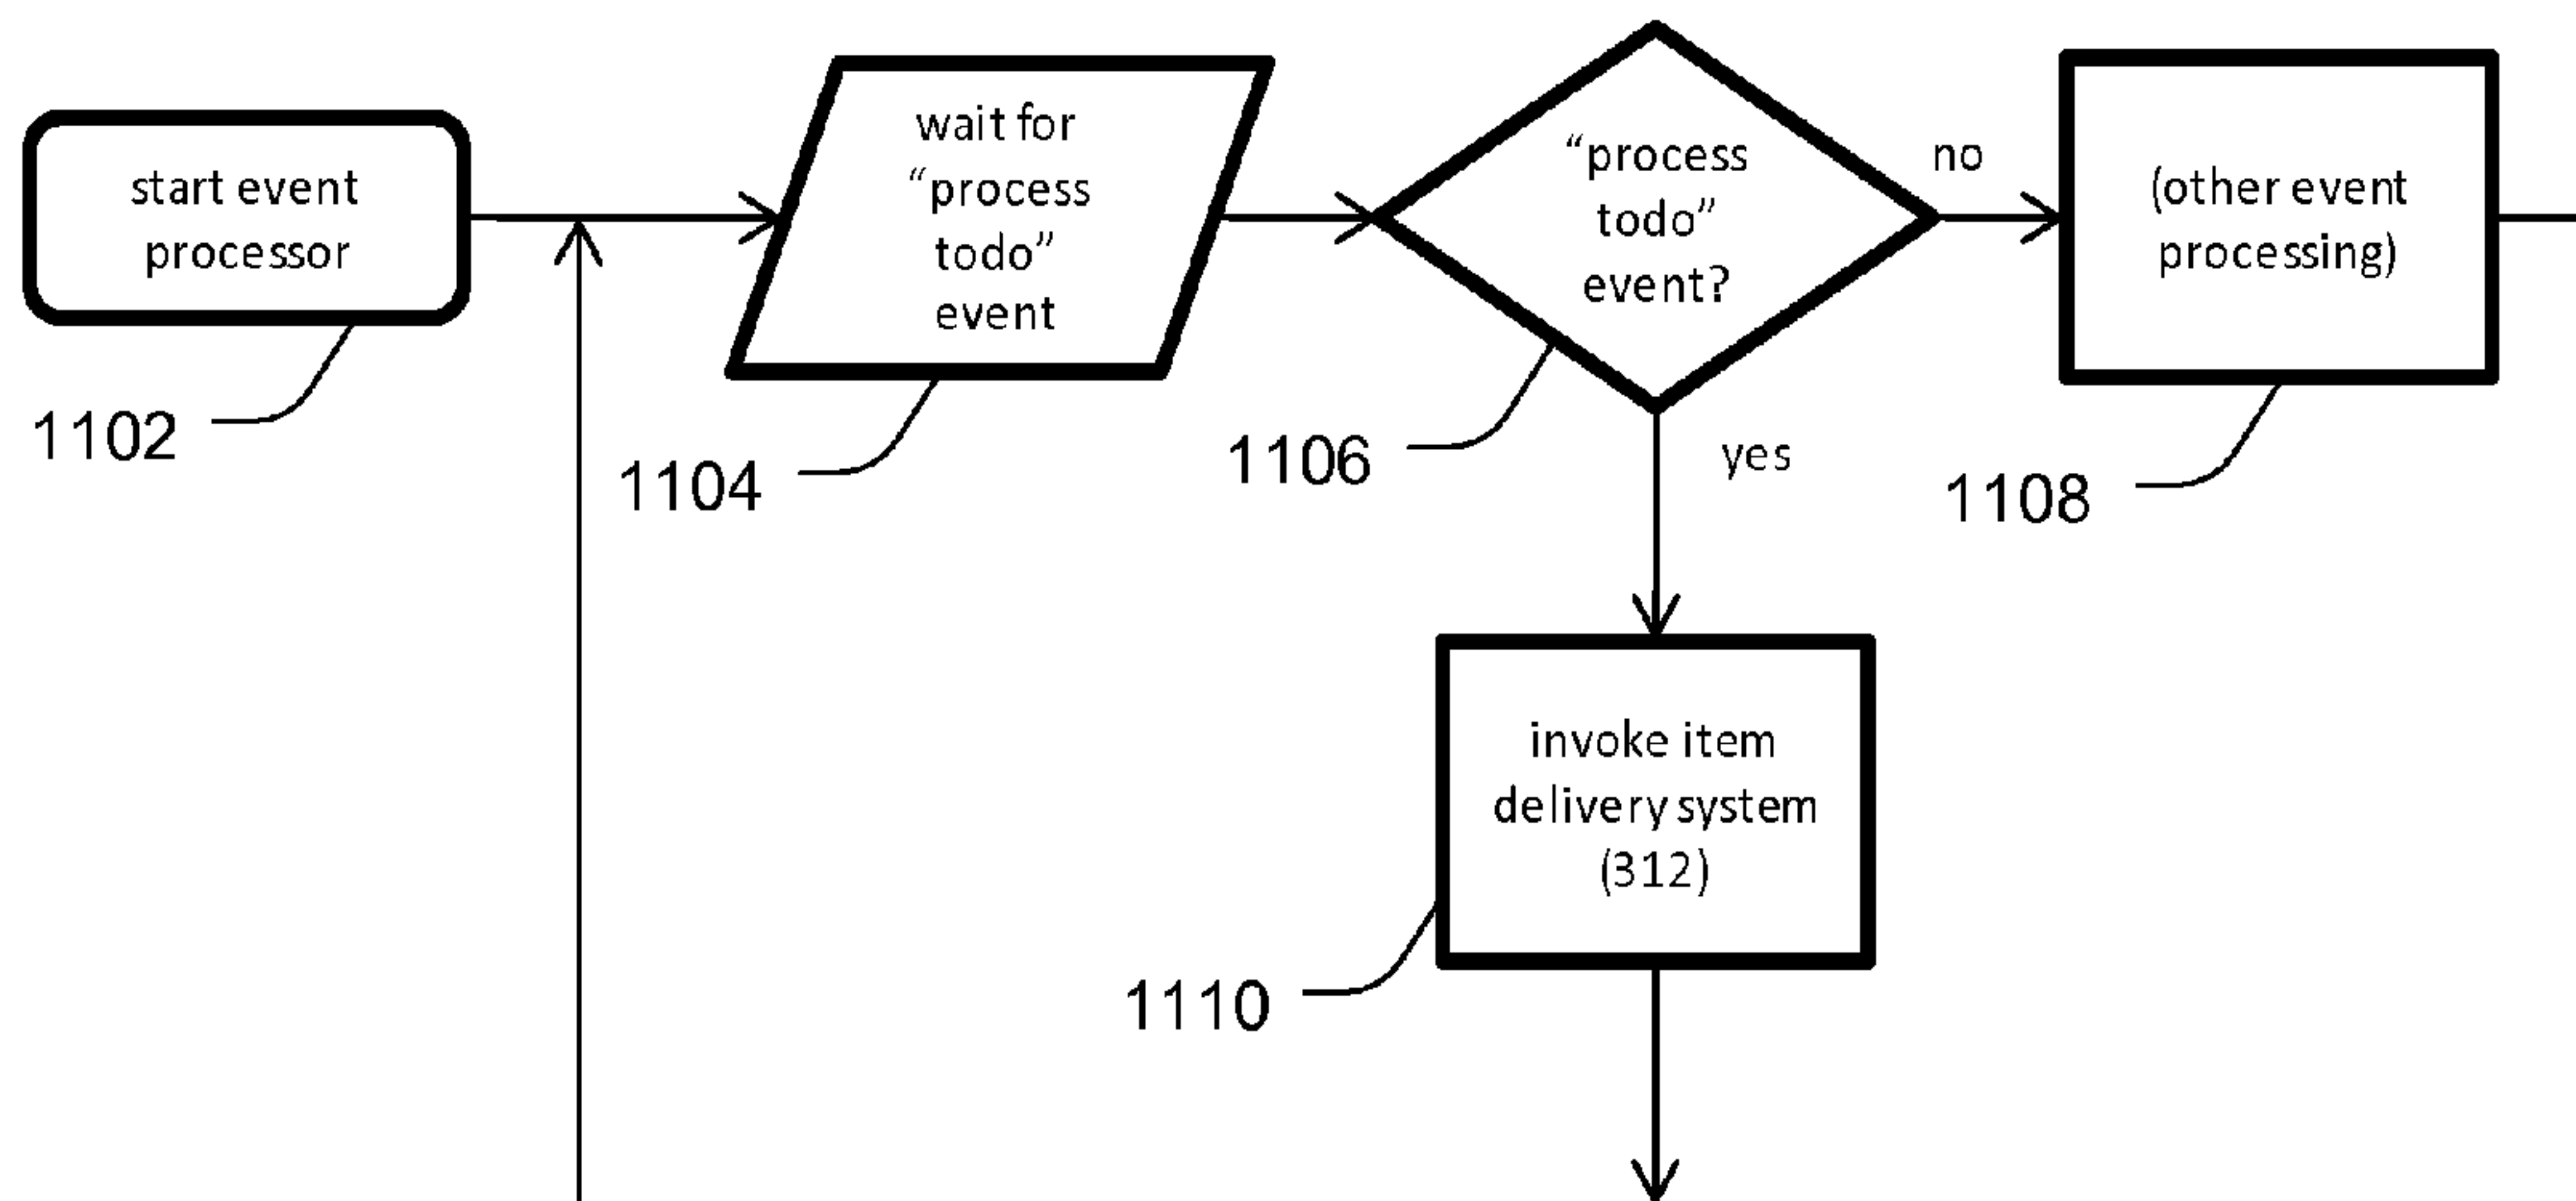 start event
processor
1102
wait for
“process
todo”
event
1104
“process
todo”
event?
1106
no
yes
(other event
processing)
1108
invoke item
delivery system
(312)
1110